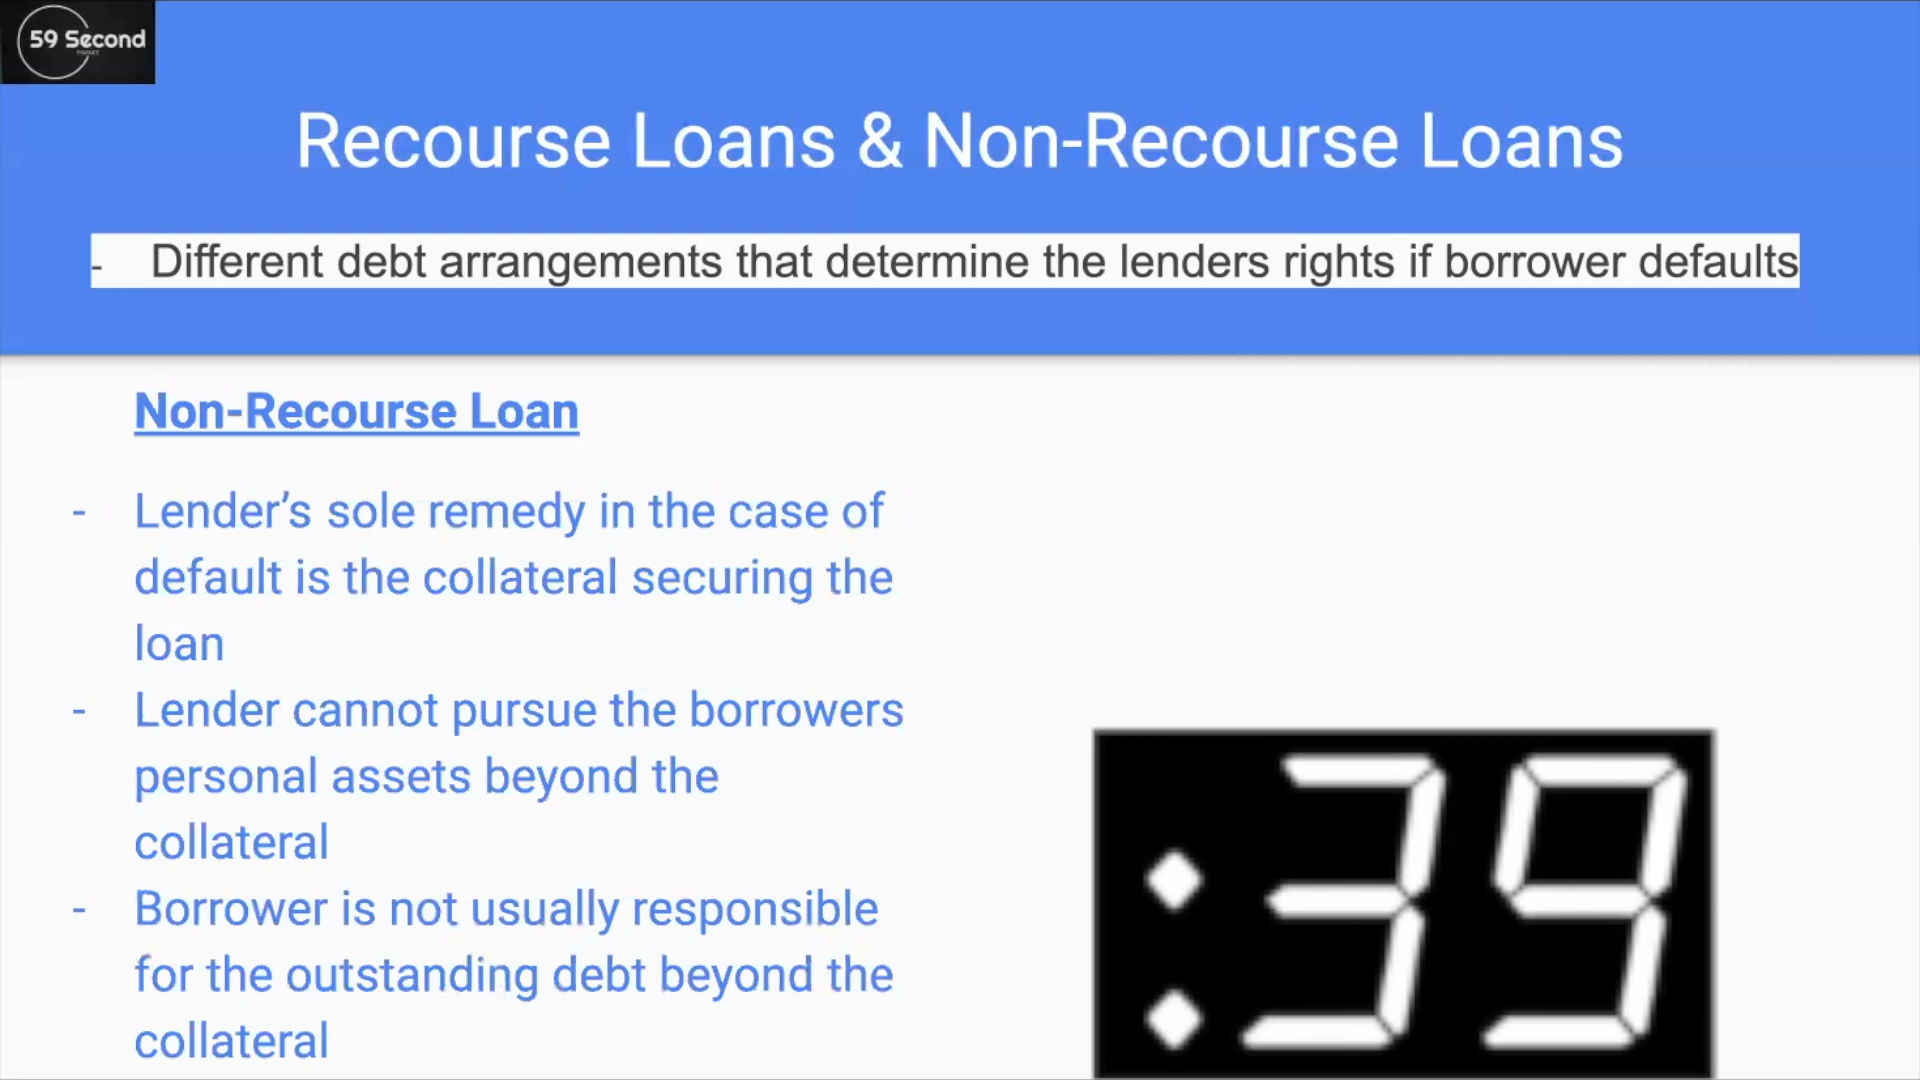 59 Second
Recourse Loans & Non-Recourse Loans
- Different debt arrangements that determine the lenders rights if borrower defaults
Non-Recourse Loan
- Lender’s sole remedy in the case of
default is the collateral securing the
loan
- Lender cannot pursue the borrowers
personal assets beyond the
collateral
- Borrower is not usually responsible
for the outstanding debt beyond the
collateral
:39